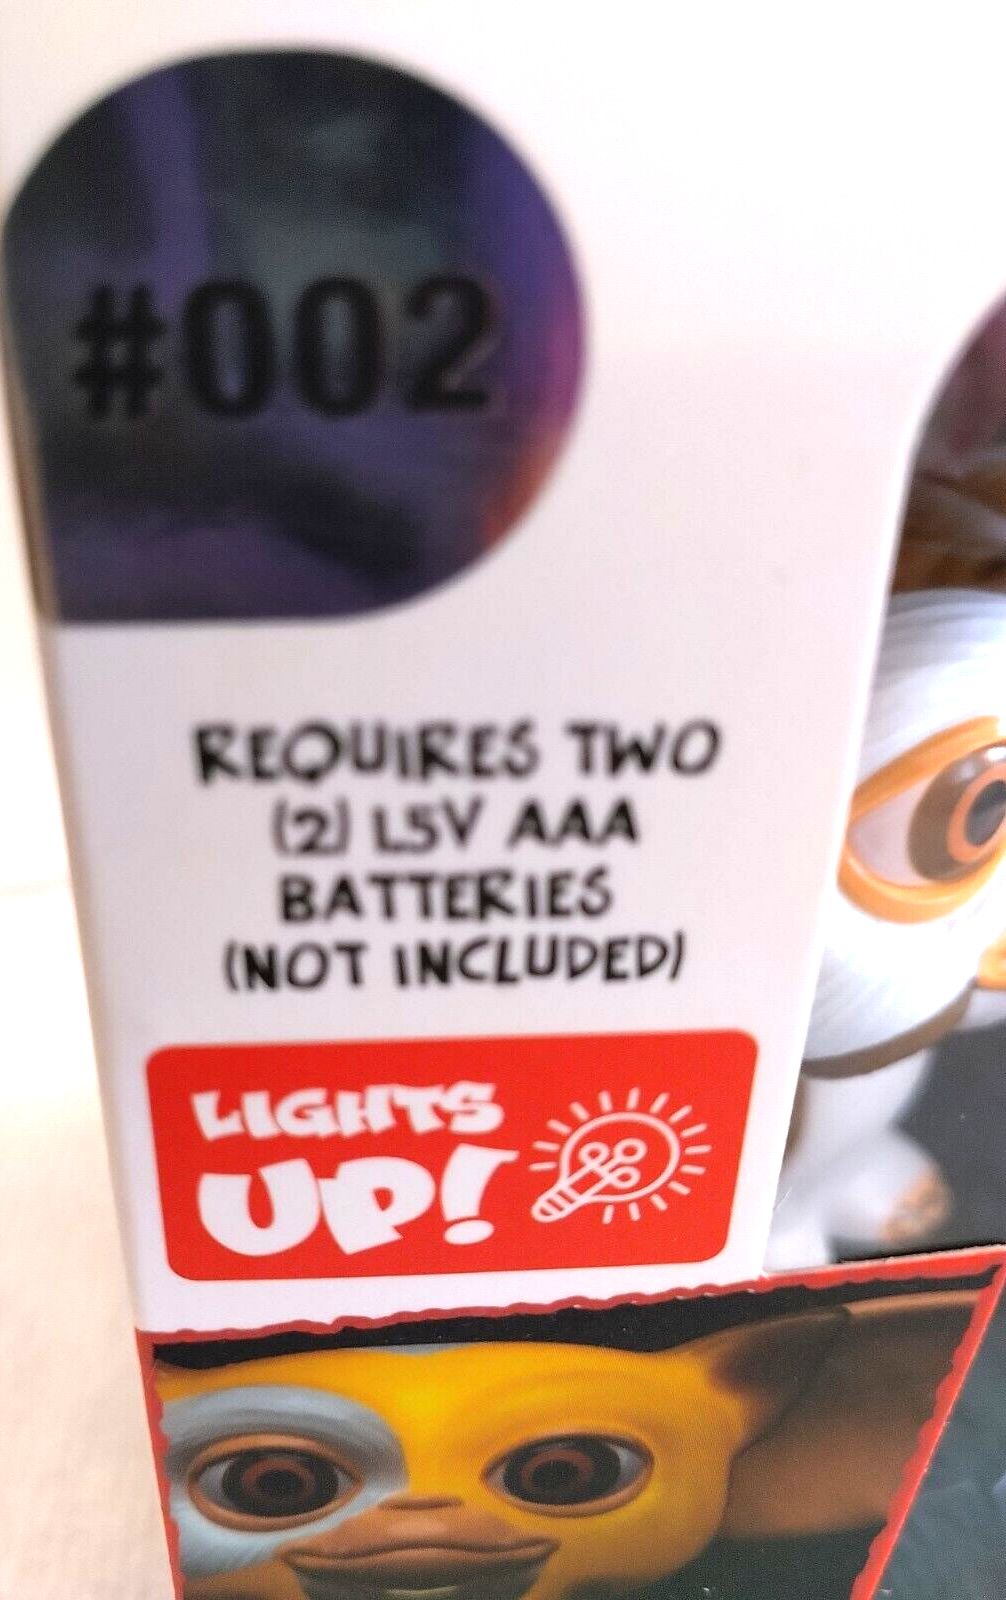 #002
REQUIRES TWO
(2) 1.5V AAA
BATTERIES
(NOT INCLUDED)
LIGHTS
UP!